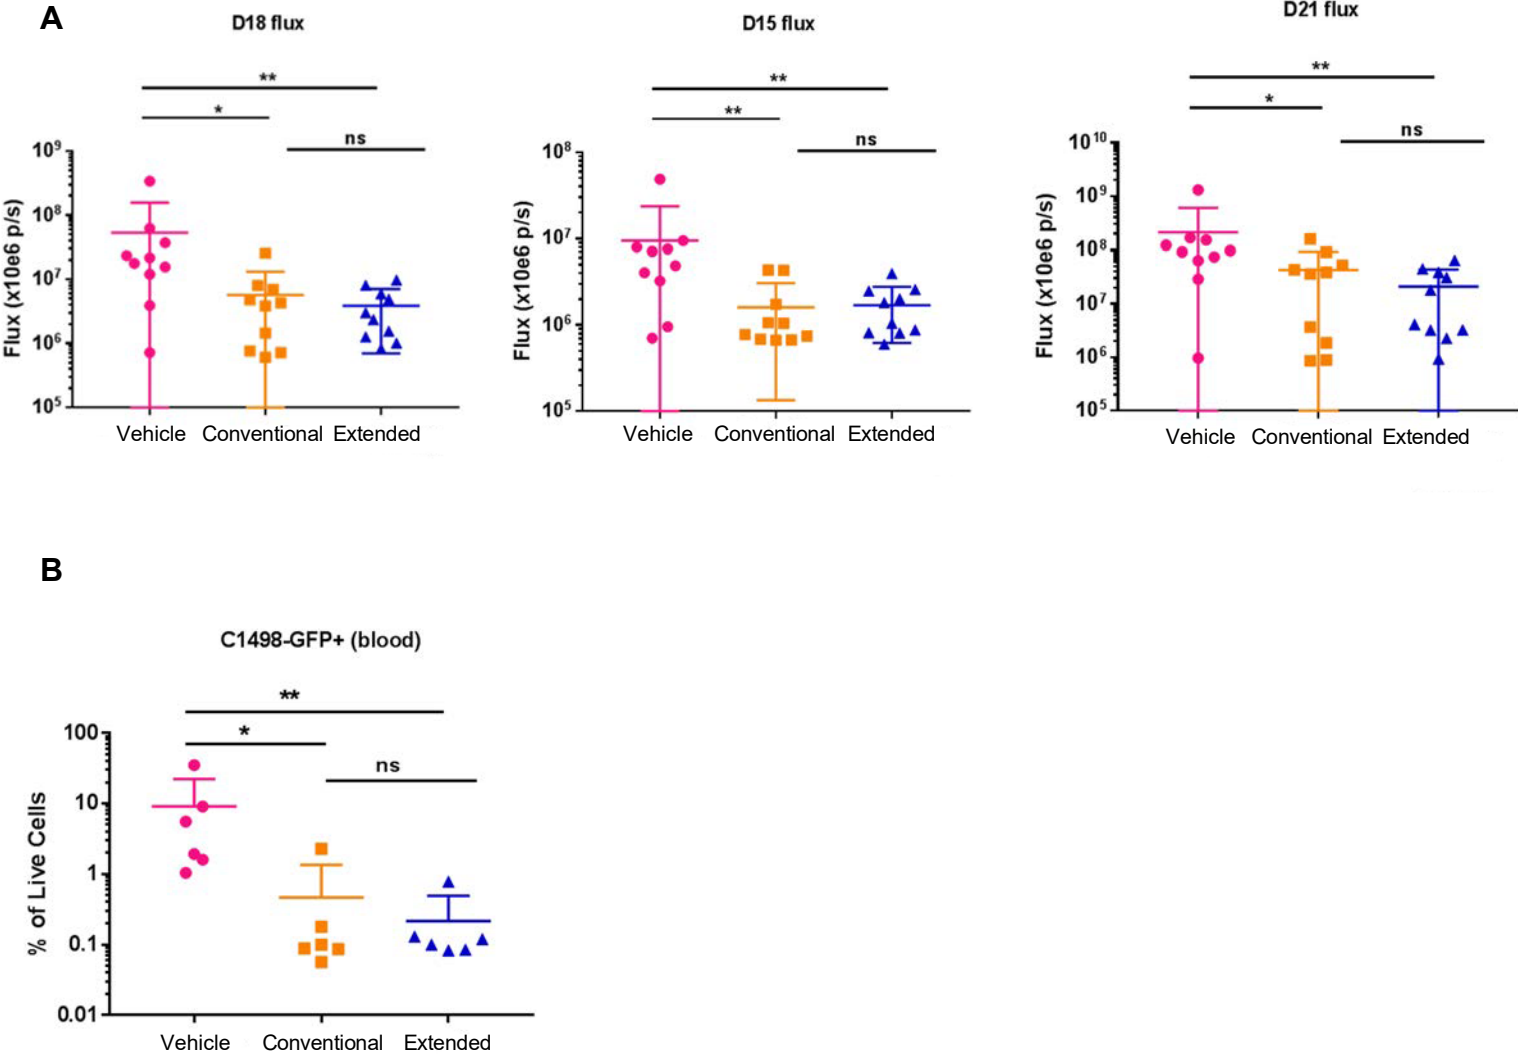 A
D18 flux
**
*
ns
10⁹
10⁸
10⁷
10⁶
10⁵
Flux (x10e6 p/s)
Vehicle Conventional Extended
D15 flux
**
**
ns
10⁸
10⁷
10⁶
10⁵
Flux (x10e6 p/s)
Vehicle Conventional Extended
D21 flux
**
*
ns
10¹⁰
10⁹
10⁸
10⁷
10⁶
10⁵
Flux (x10e6 p/s)
Vehicle Conventional Extended
B
C1498-GFP+ (blood)
**
*
ns
100
10
1
0.1
0.01
% of Live Cells
Vehicle Conventional Extended